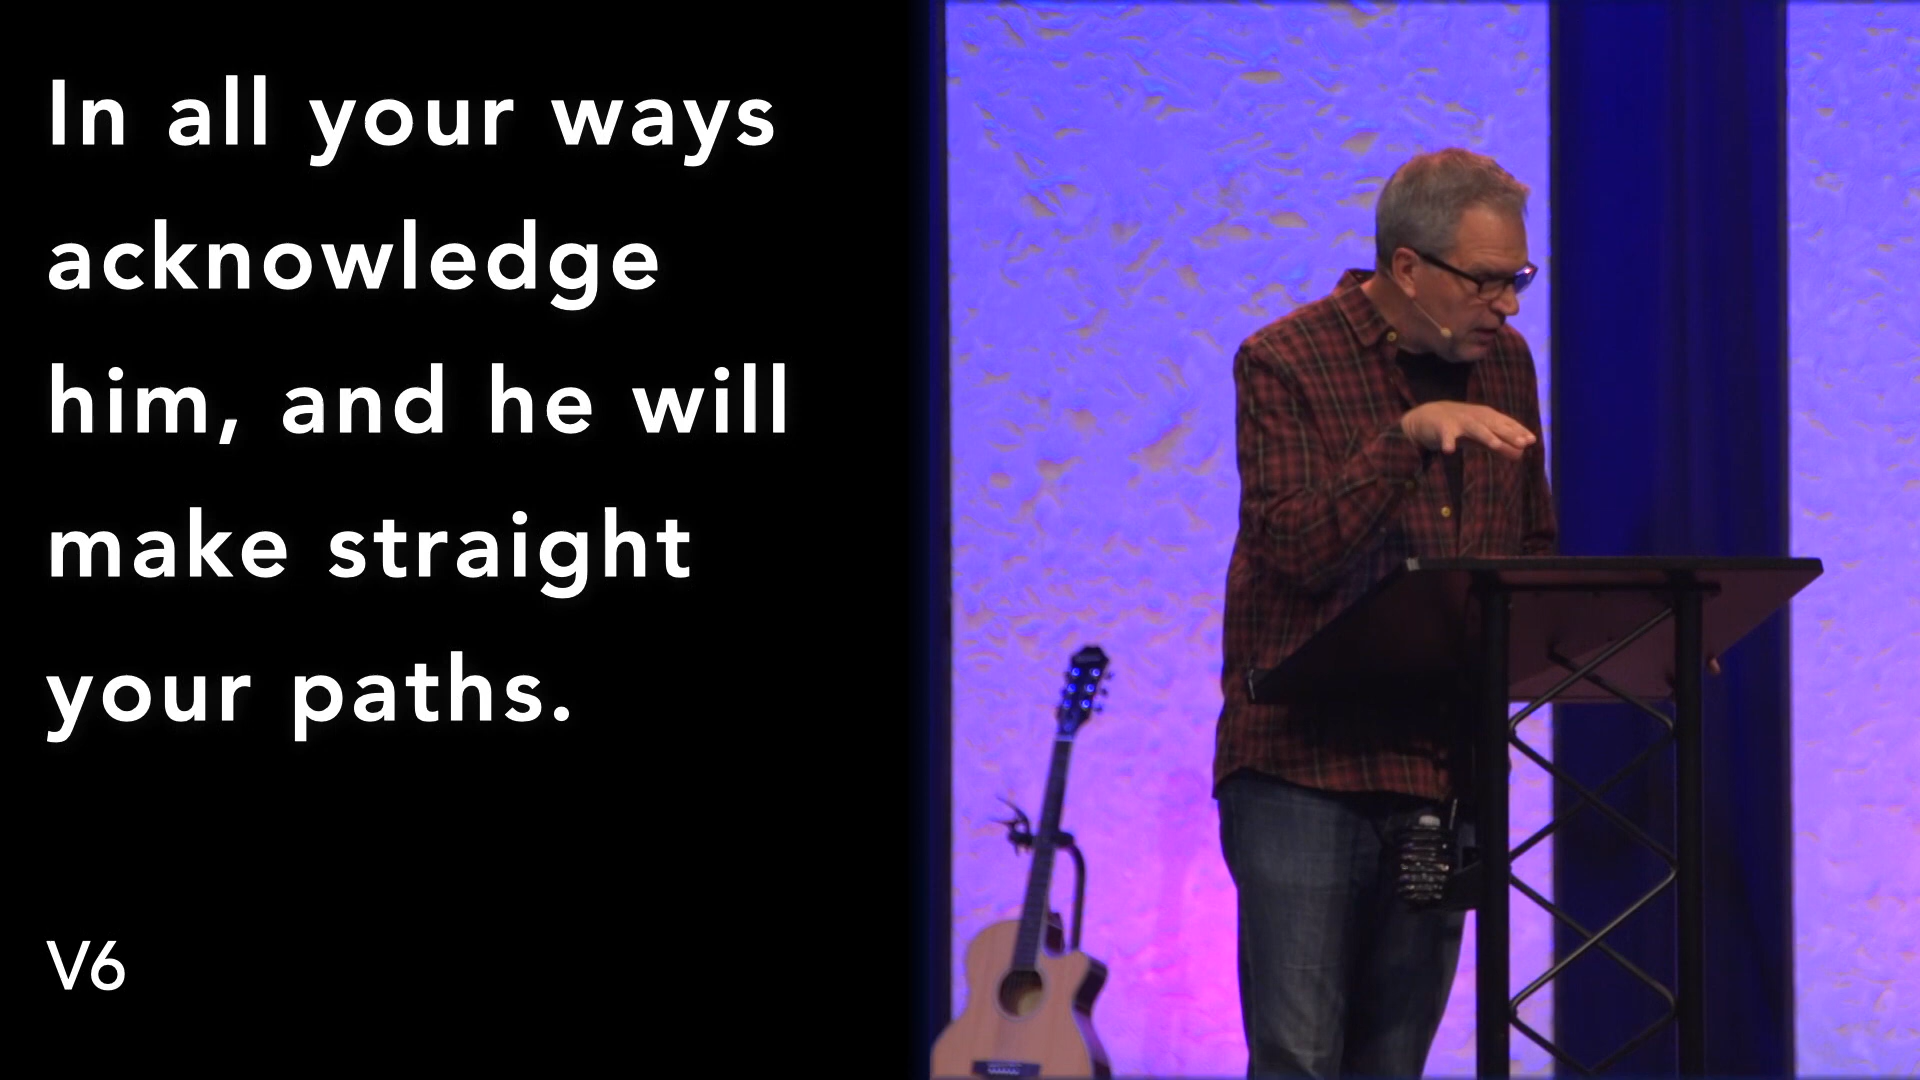 In all your ways
acknowledge
him, and he will
make straight
your paths.
V6